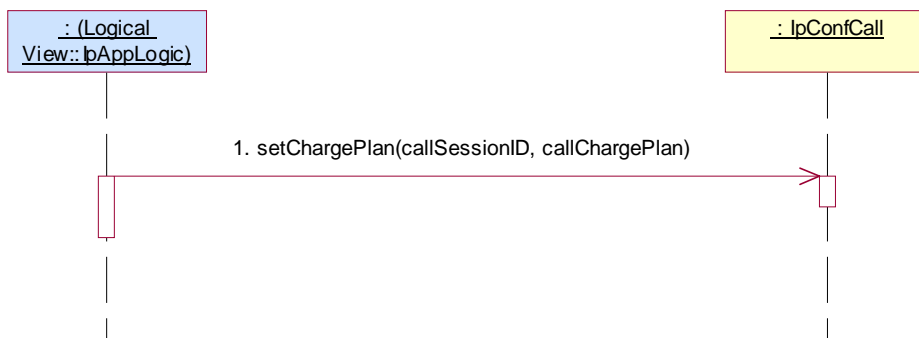 : (Logical
View::IpAppLogic)
: IpConfCall
1. setChargePlan(callSessionID, callChargePlan)